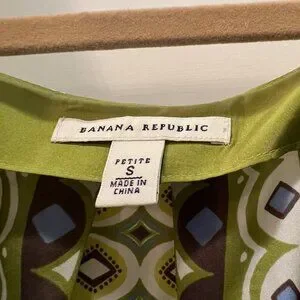 BANANA REPUBLIC
PETITE
S
MADE IN
CHINA